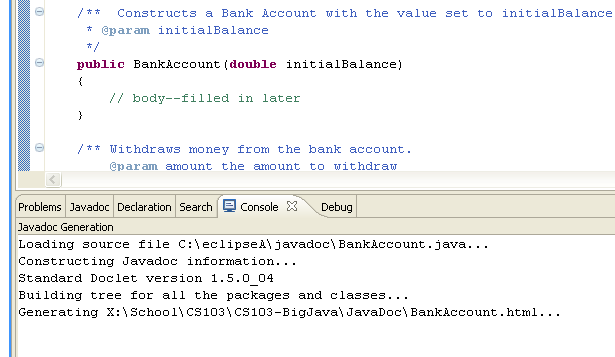 /**  Constructs a Bank Account with the value set to initialBalance
* @param initialBalance
*/
public BankAccount(double initialBalance)
{
// body--filled in later
}
/** Withdraws money from the bank account.
@param amount the amount to withdraw
Problems Javadoc Declaration Search Console Debug
Javadoc Generation
Loading source file C:\eclipseA\javadoc\BankAccount.java...
Constructing Javadoc information...
Standard Doclet version 1.5.0_04
Building tree for all the packages and classes...
Generating X:\School\CS103\CS103-BigJava\JavaDoc\BankAccount.html...